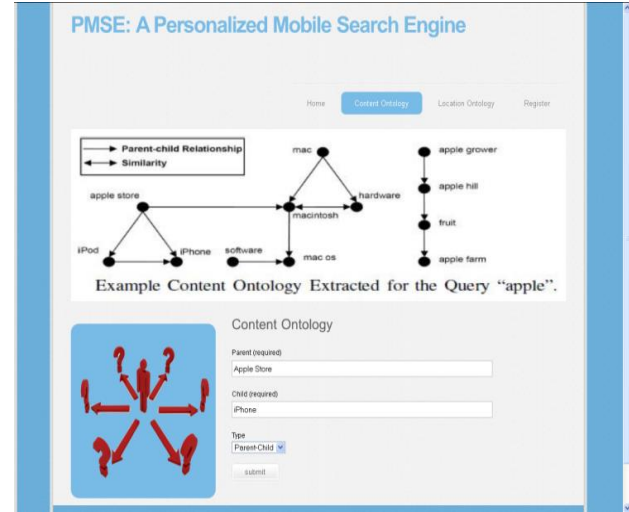 PMSE: A Personalized Mobile Search Engine
Home Content Ontology Location Ontology Register
Parent-child Relationship
Similarity
mac
apple grower
apple store
hardware
apple hill
macintosh
fruit
iPod
iPhone
software
mac os
apple farm
Example Content Ontology Extracted for the Query “apple”.
Content Ontology
Parent (required)
Apple Store
Child (required)
iPhone
Type
Parent-Child
submit